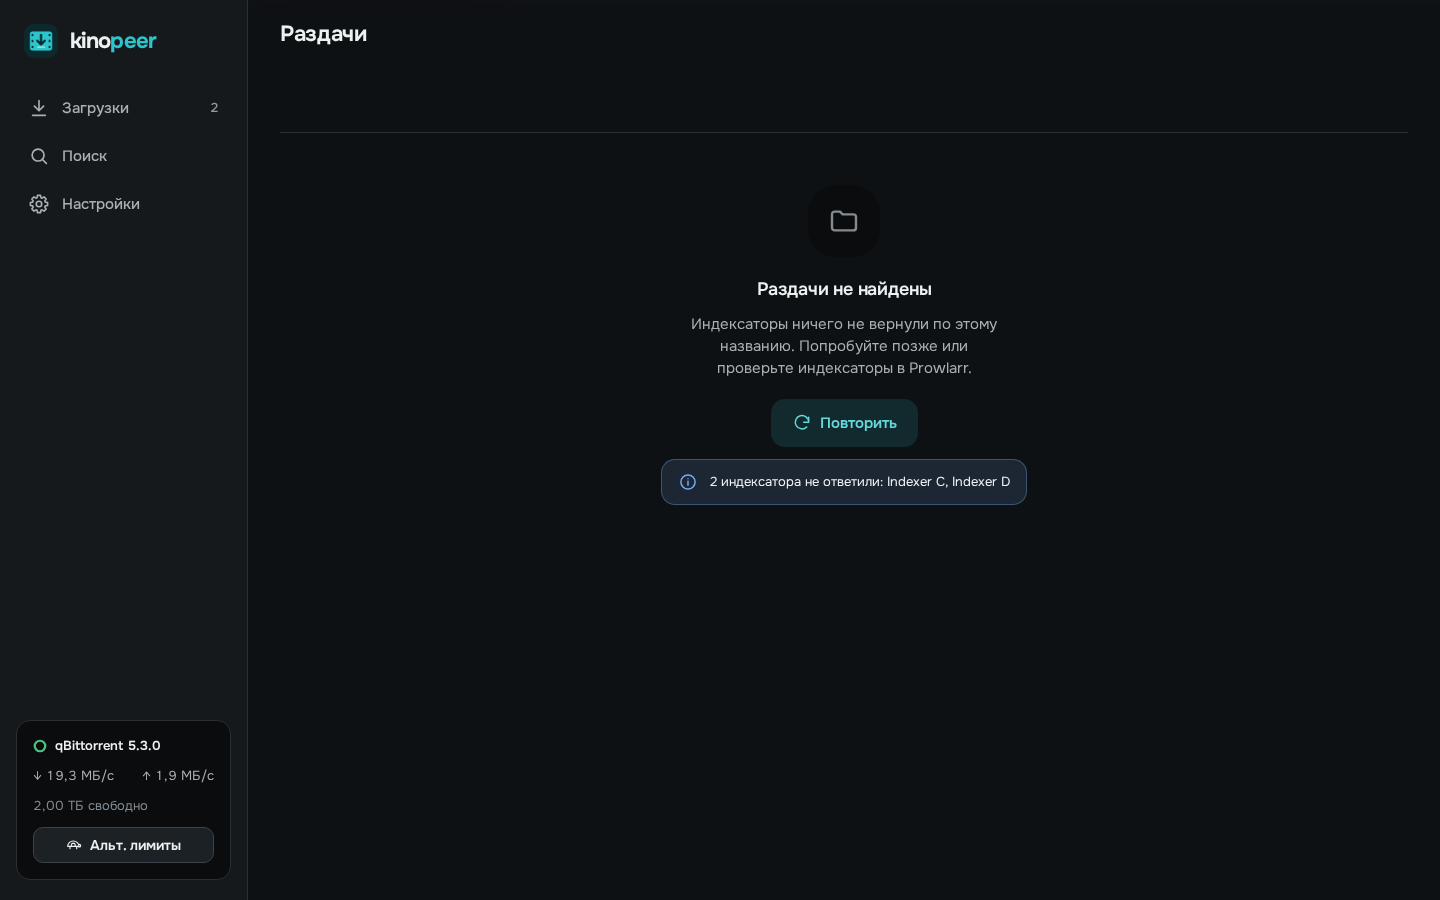 kinopeer
Раздачи
Загрузки 2
Поиск
Настройки
Раздачи не найдены
Индексаторы ничего не вернули по этому
названию. Попробуйте позже или
проверьте индексаторы в Prowlarr.
Повторить
2 индексатора не ответили: Indexer C, Indexer D
qBittorrent 5.3.0
↓ 19,3 МБ/с ↑ 1,9 МБ/с
2,00 ТБ свободно
Альт. лимиты